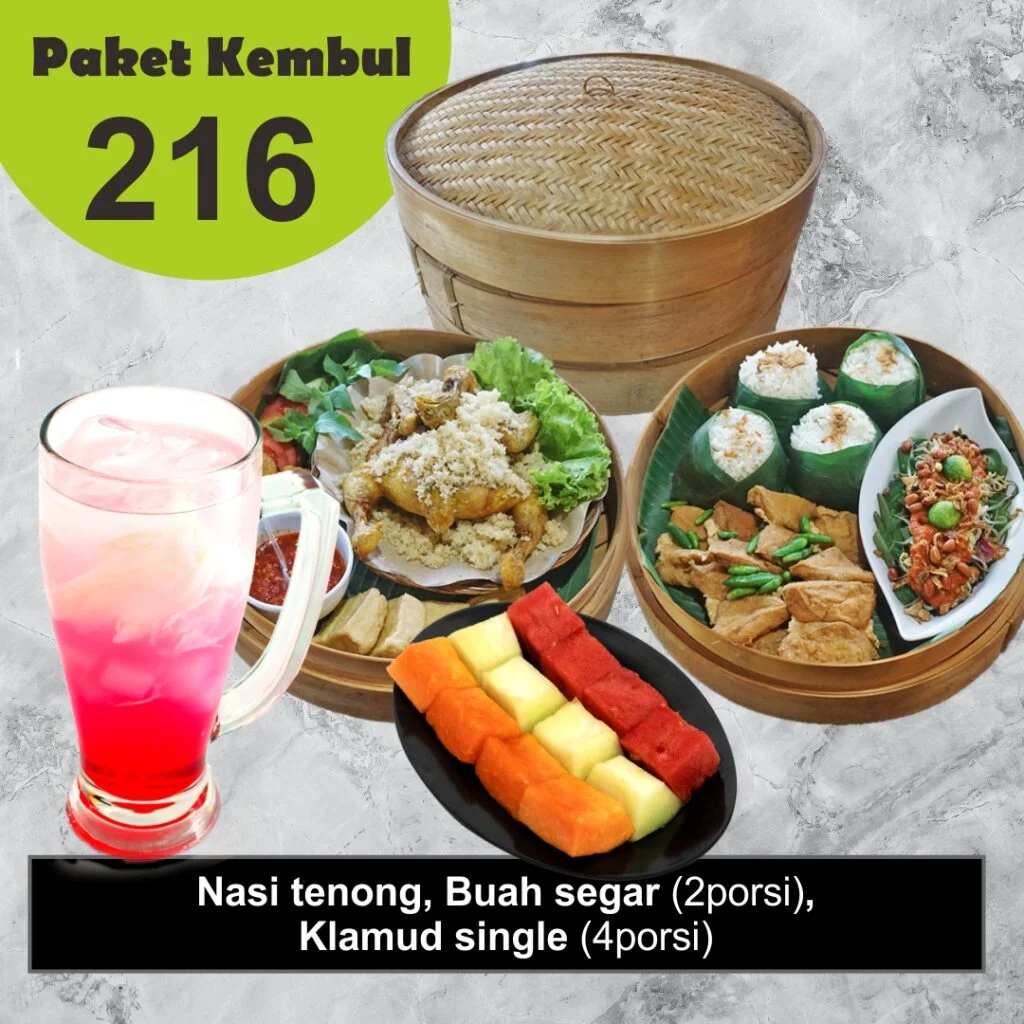 Paket Kembul
216
Nasi tenong, Buah segar (2porsi),
Klamud single (4porsi)